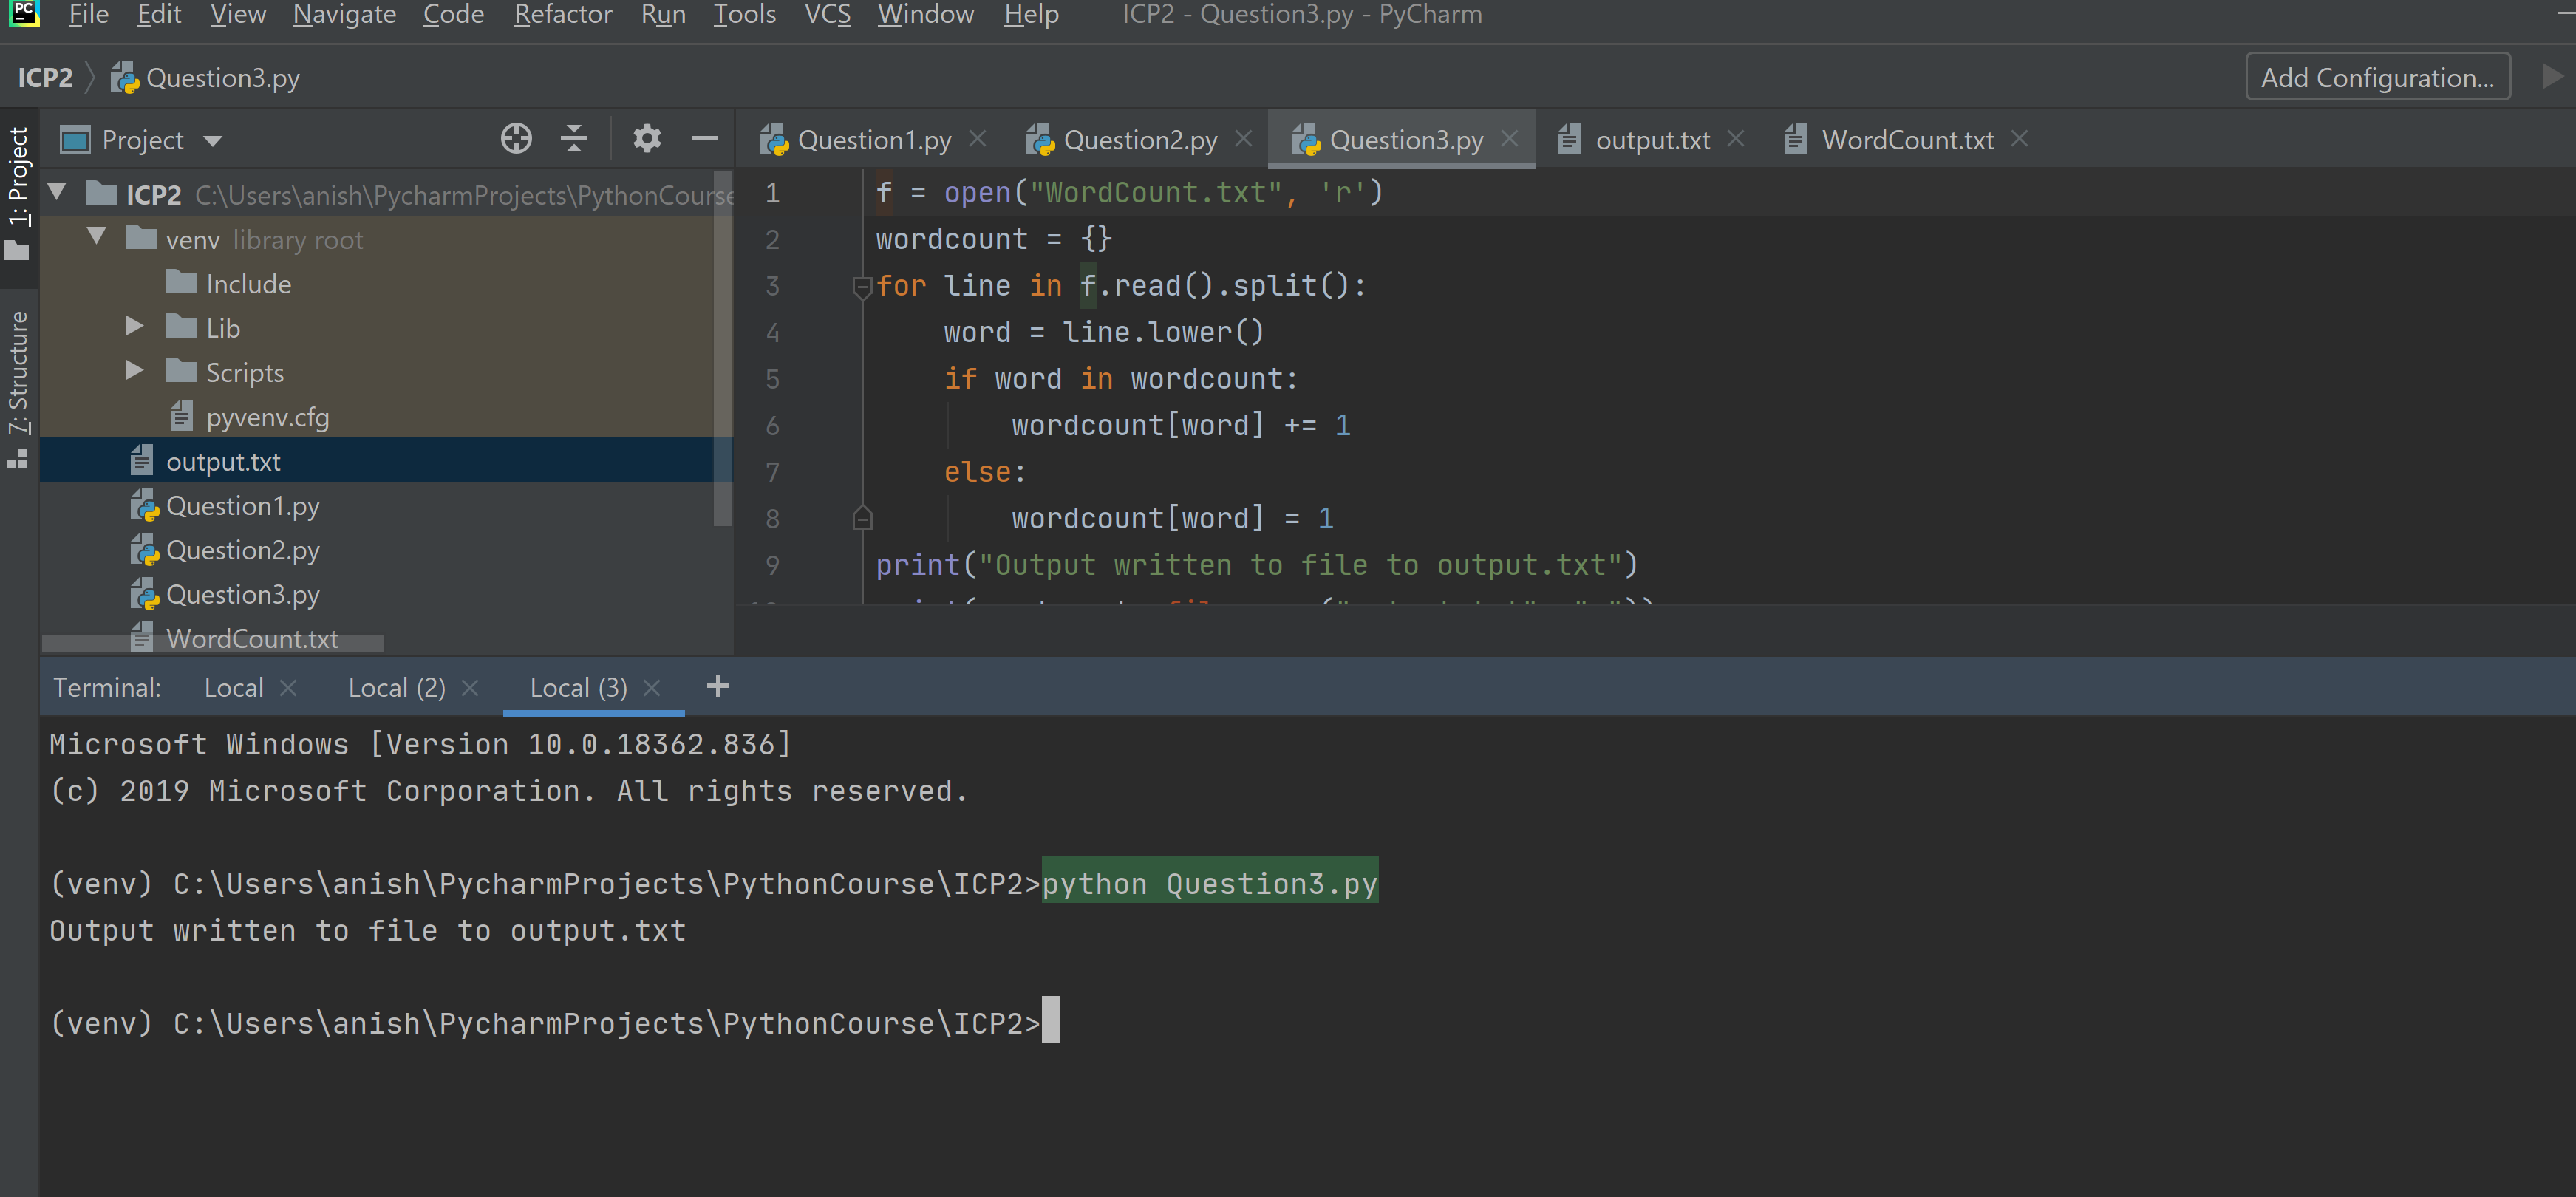 PC
File Edit View Navigate Code Refactor Run Tools VCS Window Help ICP2 - Question3.py - PyCharm
ICP2 Question3.py Add Configuration...
1: Project
7: Structure
Project
ICP2 C:\Users\anish\PycharmProjects\PythonCourse
venv library root
Include
Lib
Scripts
pyvenv.cfg
output.txt
Question1.py
Question2.py
Question3.py
WordCount.txt
Question1.py Question2.py Question3.py output.txt WordCount.txt
1 f = open("WordCount.txt", 'r')
2 wordcount = {}
3 for line in f.read().split():
4 word = line.lower()
5 if word in wordcount:
6 wordcount[word] += 1
7 else:
8 wordcount[word] = 1
9 print("Output written to file to output.txt")
Terminal: Local Local (2) Local (3) +
Microsoft Windows [Version 10.0.18362.836]
(c) 2019 Microsoft Corporation. All rights reserved.
(venv) C:\Users\anish\PycharmProjects\PythonCourse\ICP2>python Question3.py
Output written to file to output.txt
(venv) C:\Users\anish\PycharmProjects\PythonCourse\ICP2>